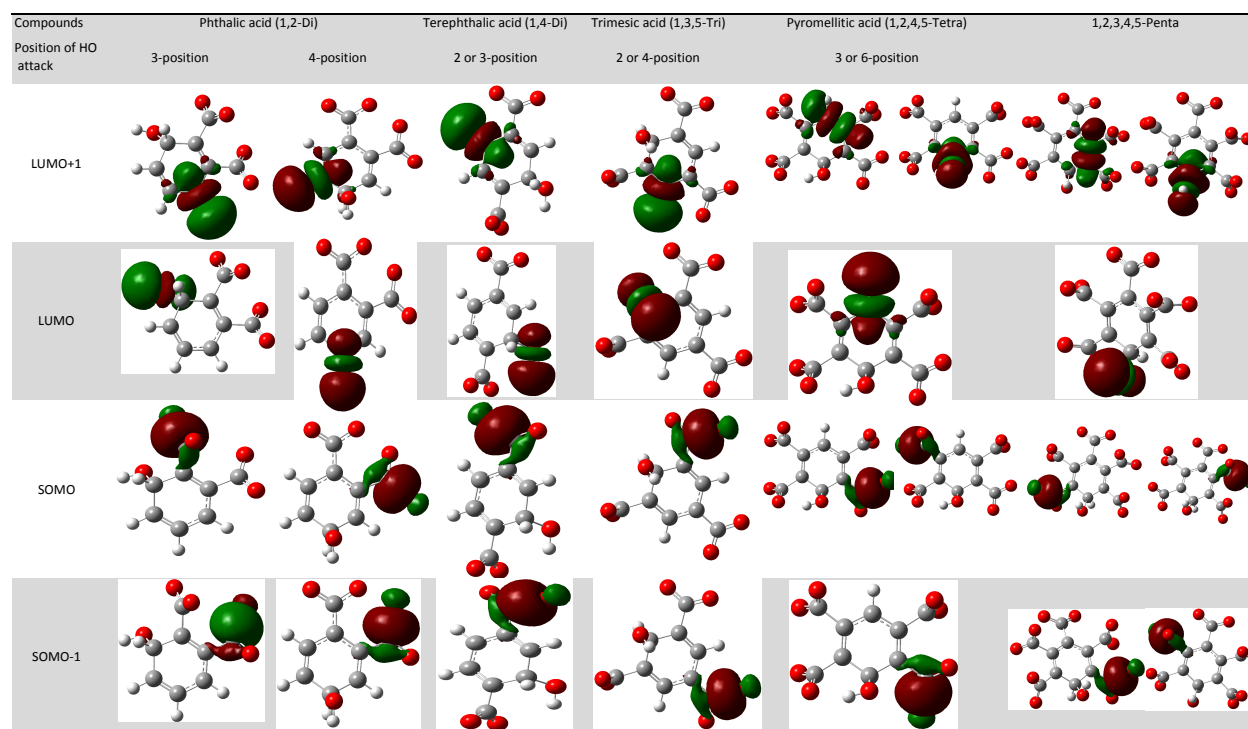 Compounds Phthalic acid (1,2-Di) Terephthalic acid (1,4-Di) Trimesic acid (1,3,5-Tri) Pyromellitic acid (1,2,4,5-Tetra) 1,2,3,4,5-Penta
Position of HO
attack 3-position 4-position 2 or 3-position 2 or 4-position 3 or 6-position
LUMO+1
LUMO
SOMO
SOMO-1